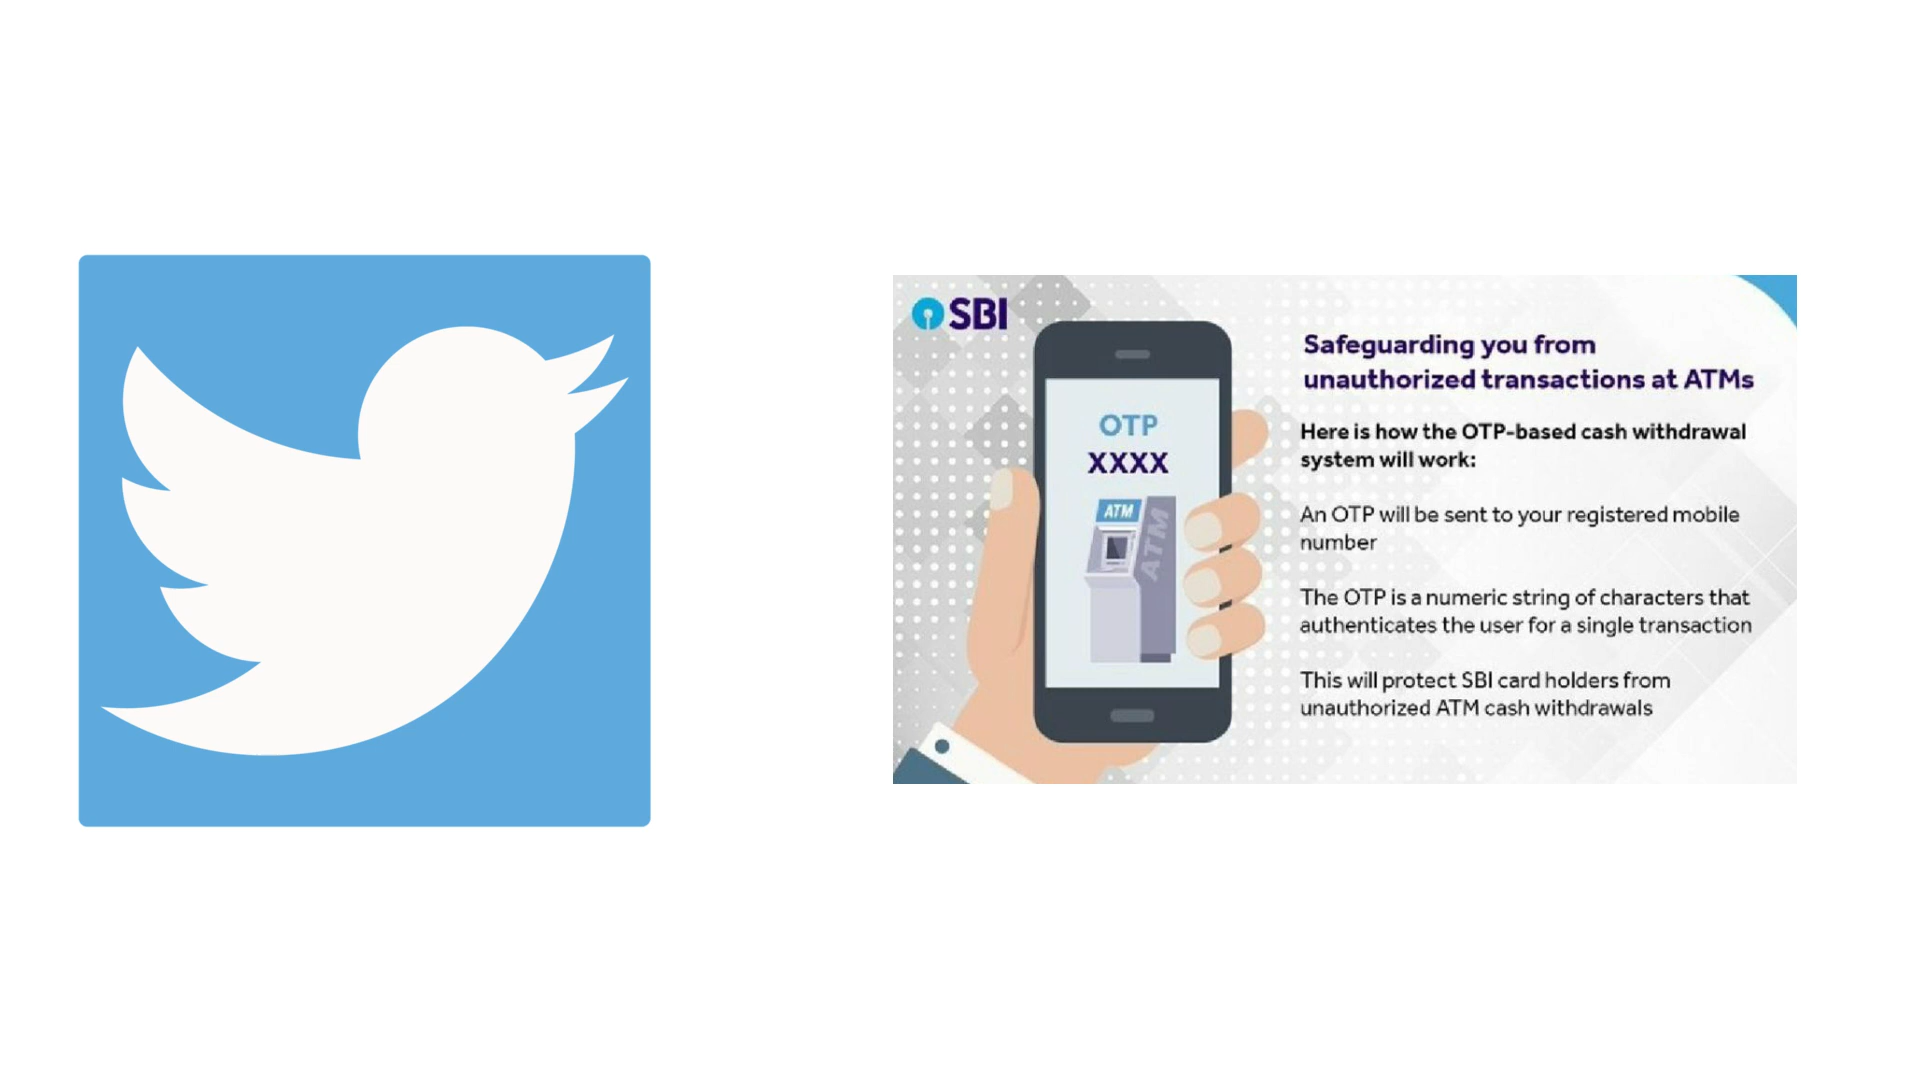 SBI
OTP
XXXX
ATM
ATM
Safeguarding you from
unauthorized transactions at ATMs
Here is how the OTP-based cash withdrawal
system will work:
An OTP will be sent to your registered mobile
number
The OTP is a numeric string of characters that
authenticates the user for a single transaction
This will protect SBI card holders from
unauthorized ATM cash withdrawals